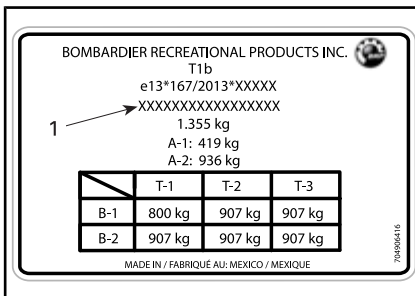 BOMBARDIER RECREATIONAL PRODUCTS INC.
T1b
e13*167/2013*XXXXX
XXXXXXXXXXXXXXXXX
1
1.355 kg
A-1: 419 kg
A-2: 936 kg
T-1 T-2 T-3
B-1 800 kg 907 kg 907 kg
B-2 907 kg 907 kg 907 kg
MADE IN / FABRIQUÉ AU: MEXICO / MEXIQUE
704906416